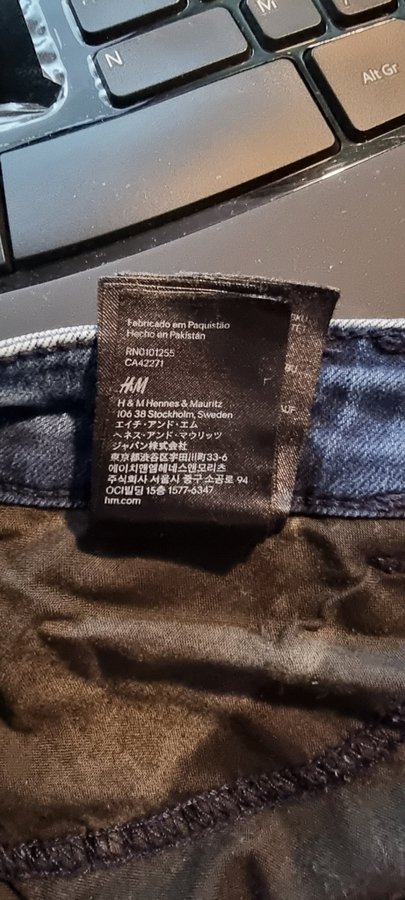 N
M
Alt Gr
Fabricado em Paquistão
Hecho en Pakistán
RN0101255
CA42271
H&M
H & M Hennes & Mauritz
106 38 Stockholm, Sweden
エイチ・アンド・エム
ヘネス・アンド・マウリッツ
ジャパン株式会社
東京都渋谷区宇田川町33-6
에이치앤엠헤네스앤모리츠
주식회사 서울시 중구 소공로 94
OCI빌딩 15층 1577-6347
hm.com